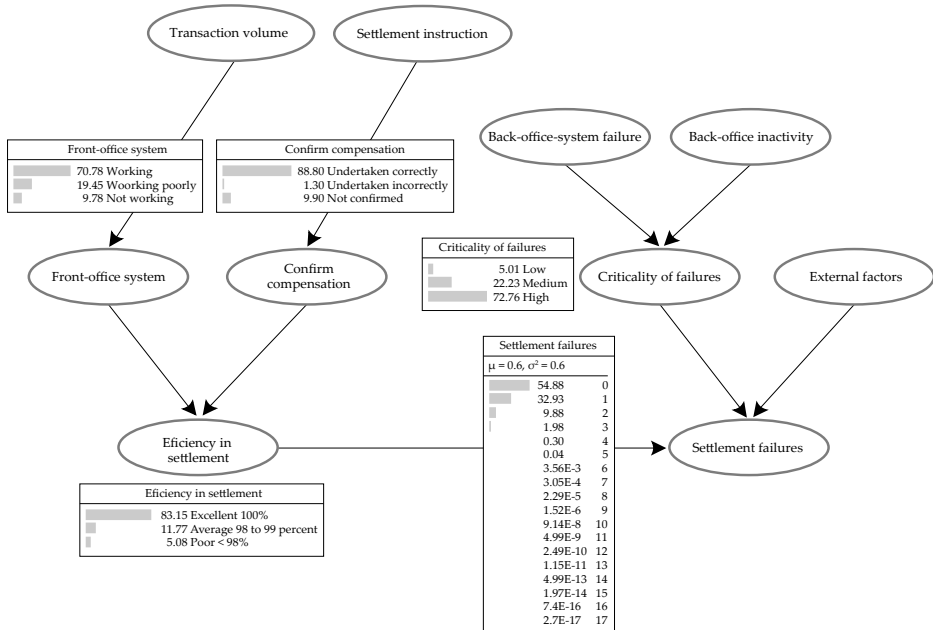 Transaction volume
Settlement instruction
Back-office-system failure
Back-office inactivity
Front-office system
70.78 Working
19.45 Woorking poorly
9.78 Not working
Confirm compensation
88.80 Undertaken correctly
1.30 Undertaken incorrectly
9.90 Not confirmed
Front-office system
Confirm
compensation
Criticality of failures
5.01 Low
22.23 Medium
72.76 High
Criticality of failures
External factors
Settlement failures
μ = 0.6, σ² = 0.6
54.88 0
32.93 1
9.88 2
1.98 3
0.30 4
0.04 5
3.56E-3 6
3.05E-4 7
2.29E-5 8
1.52E-6 9
9.14E-8 10
4.99E-9 11
2.49E-10 12
1.15E-11 13
4.99E-13 14
1.97E-14 15
7.4E-16 16
2.7E-17 17
Eficiency in
settlement
Settlement failures
Eficiency in settlement
83.15 Excellent 100%
11.77 Average 98 to 99 percent
5.08 Poor < 98%